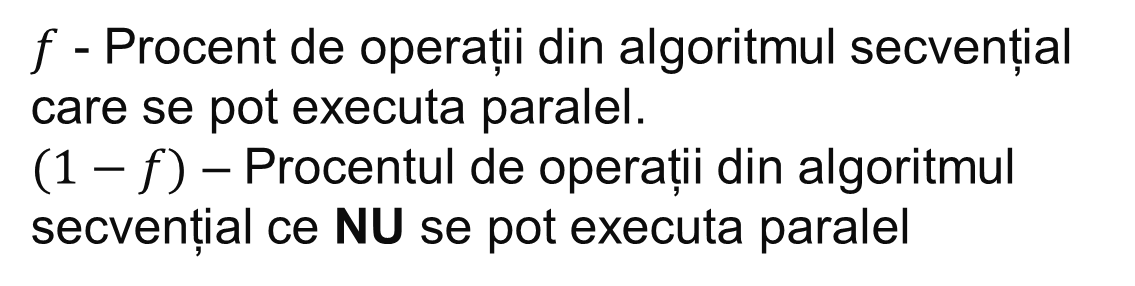 f - Procent de operații din algoritmul secvențial
care se pot executa paralel.
(1 − f) – Procentul de operații din algoritmul
secvențial ce NU se pot executa paralel